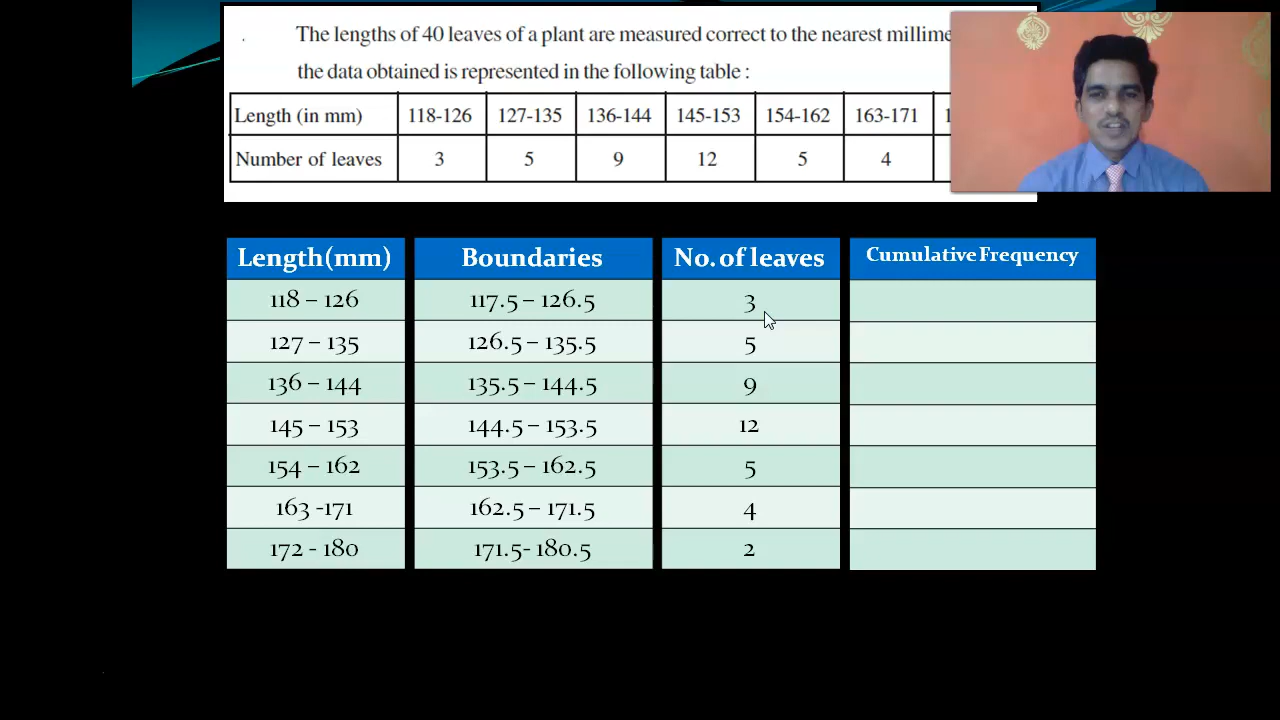 The lengths of 40 leaves of a plant are measured correct to the nearest
the data obtained is represented in the following table :
Length (in mm) 118-126 127-135 136-144 145-153 154-162 163-171
Number of leaves 3 5 9 12 5 4
Length(mm) Boundaries No. of leaves Cumulative Frequency
118 – 126 117.5 – 126.5 3
127 – 135 126.5 – 135.5 5
136 – 144 135.5 – 144.5 9
145 – 153 144.5 – 153.5 12
154 – 162 153.5 – 162.5 5
163 -171 162.5 – 171.5 4
172 - 180 171.5- 180.5 2